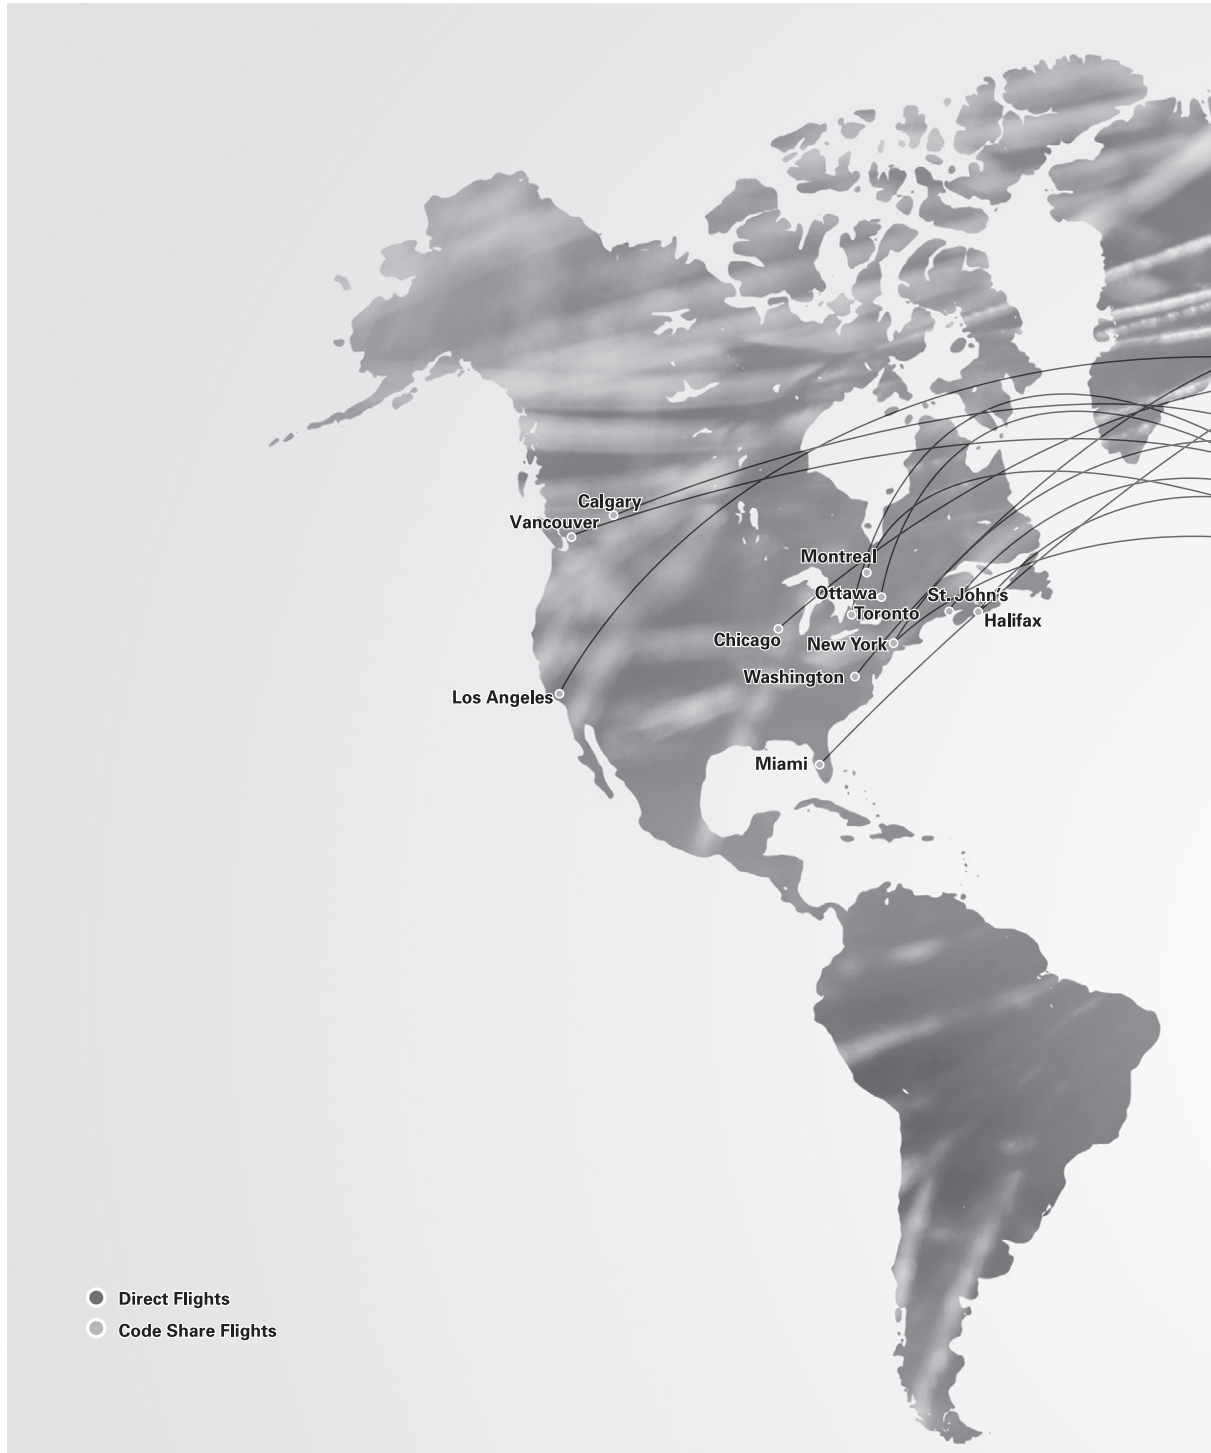 Calgary
Vancouver
Montreal
Ottawa
St. John's
Toronto
Halifax
Chicago
New York
Washington
Los Angeles
Miami
Direct Flights
Code Share Flights